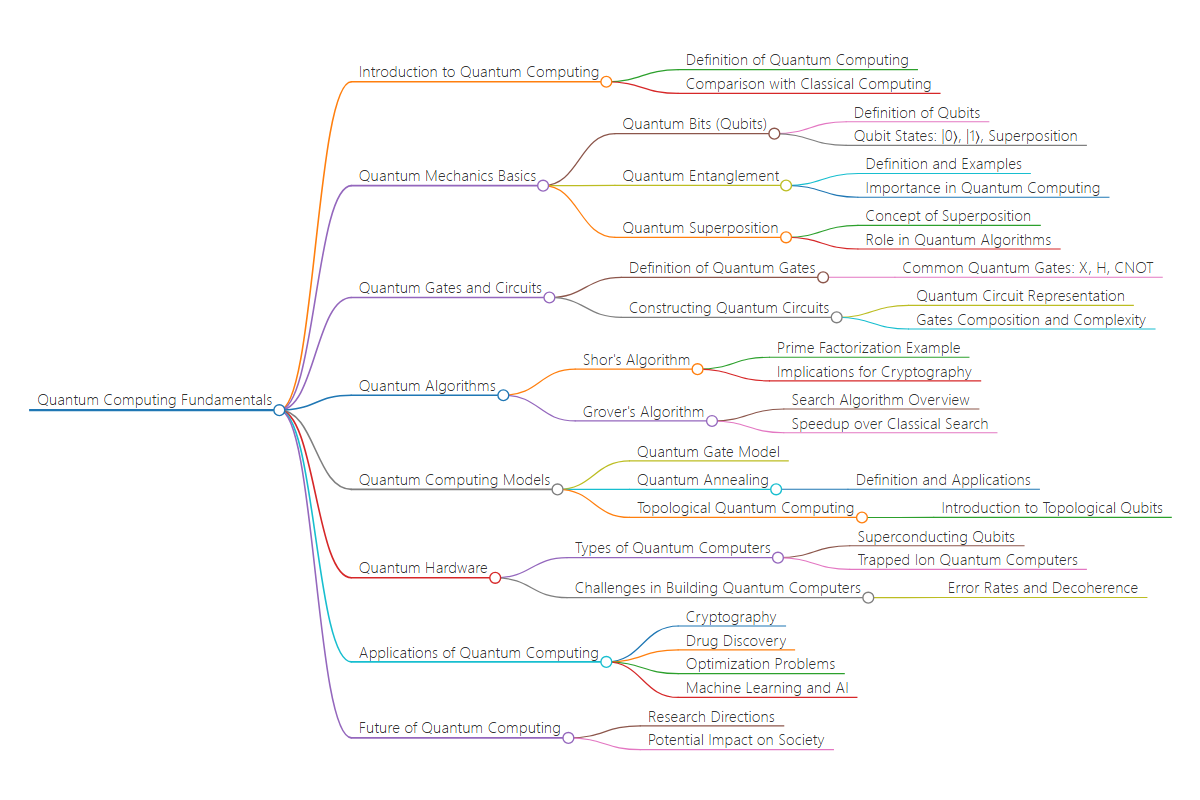 Quantum Computing Fundamentals
Introduction to Quantum Computing
Definition of Quantum Computing
Comparison with Classical Computing
Quantum Mechanics Basics
Quantum Bits (Qubits)
Definition of Qubits
Qubit States: |0⟩, |1⟩, Superposition
Quantum Entanglement
Definition and Examples
Importance in Quantum Computing
Quantum Superposition
Concept of Superposition
Role in Quantum Algorithms
Quantum Gates and Circuits
Definition of Quantum Gates
Common Quantum Gates: X, H, CNOT
Constructing Quantum Circuits
Quantum Circuit Representation
Gates Composition and Complexity
Quantum Algorithms
Shor's Algorithm
Prime Factorization Example
Implications for Cryptography
Grover's Algorithm
Search Algorithm Overview
Speedup over Classical Search
Quantum Computing Models
Quantum Gate Model
Quantum Annealing
Definition and Applications
Topological Quantum Computing
Introduction to Topological Qubits
Quantum Hardware
Types of Quantum Computers
Superconducting Qubits
Trapped Ion Quantum Computers
Challenges in Building Quantum Computers
Error Rates and Decoherence
Applications of Quantum Computing
Cryptography
Drug Discovery
Optimization Problems
Machine Learning and AI
Future of Quantum Computing
Research Directions
Potential Impact on Society